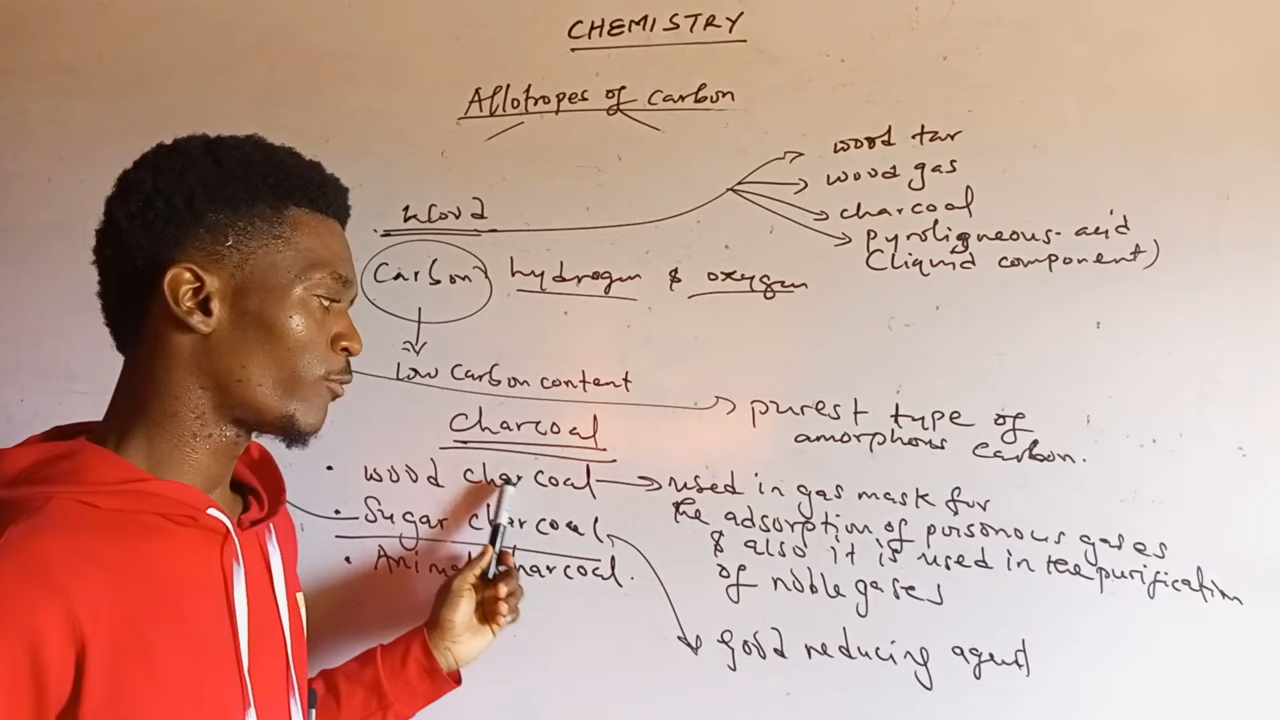 CHEMISTRY
Allotropes of carbon
wood tar
wood gas
charcoal
pyroligneous-acid
(liquid component)
wood
Carbon hydrogen & oxygen
low carbon content
purest type of
amorphous carbon.
Charcoal
• wood charcoal → used in gas mask for
the adsorption of poisonous gases
& also it is used in the purification
of noble gases
• Sugar charcoal
• Animal charcoal.
good reducing agent